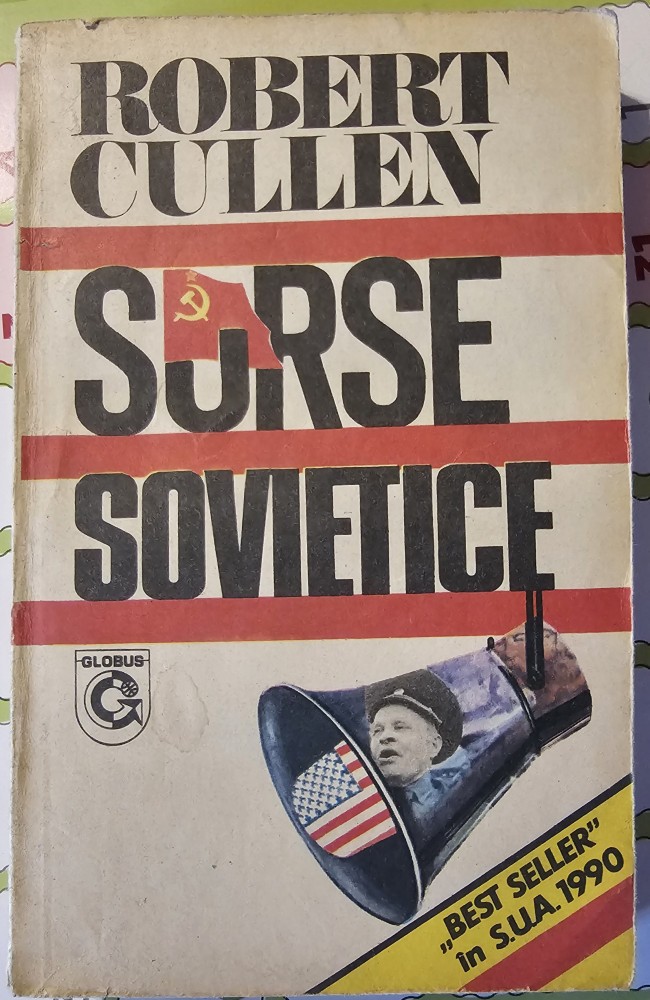 ROBERT
CULLEN
SURSE
SOVIETICE
GLOBUS
„BEST SELLER”
în S.U.A. 1990